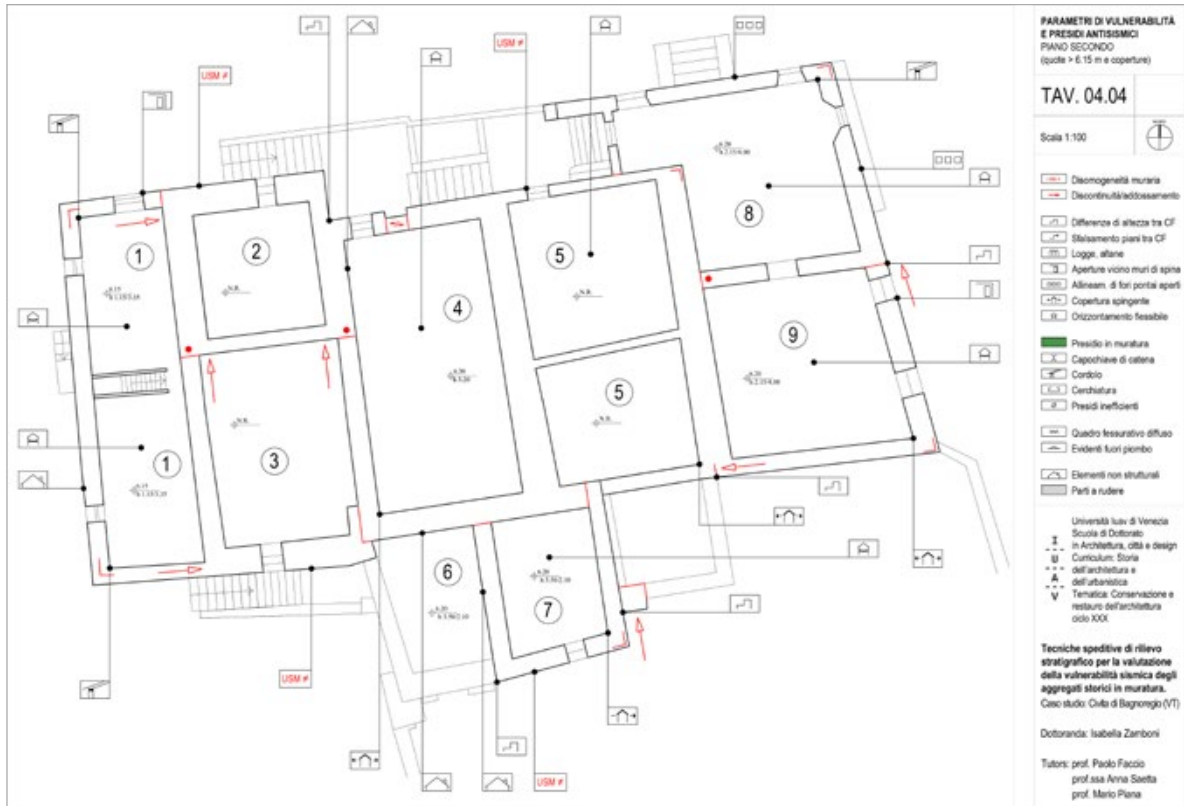 PARAMETRI DI VULNERABILITÀ
E PRESIDI ANTISISMICI
PIANO SECONDO
(quote > 6.15 m e coperture)
TAV. 04.04
Scala 1:100
Disomogeneità muraria
Discontinuità/addossamento
Differenze di altezza tra CF
Sfalsamento piani tra CF
Logge, altane
Aperture vicino muri di spina
Allineam. di fori pontai aperti
Copertura spingente
Orizzontamento flessibile
Presidio in muratura
Capochiave di catena
Cordolo
Cerchiatura
Presidi inefficienti
Quadro fessurativo diffuso
Evidenti fuori piombo
Elementi non strutturali
Parti a rudere
I
U
A
V
Università Iuav di Venezia
Scuola di Dottorato
in Architettura, città e design
Curriculum: Storia
dell'architettura e
dell'urbanistica
Tematica: Conservazione e
restauro dell'architettura
ciclo XXX
Tecniche speditive di rilievo
stratigrafico per la valutazione
della vulnerabilità sismica degli
aggregati storici in muratura.
Caso studio: Civita di Bagnoregio (VT)
Dottoranda: Isabella Zamboni
Tutors: prof. Paolo Faccio
prof.ssa Anna Saetta
prof. Mario Piana
USM ≠
USM ≠
1
2
N.R.
4
5
N.R.
8
9
3
N.R.
1
5
N.R.
6
7
USM ≠
USM ≠